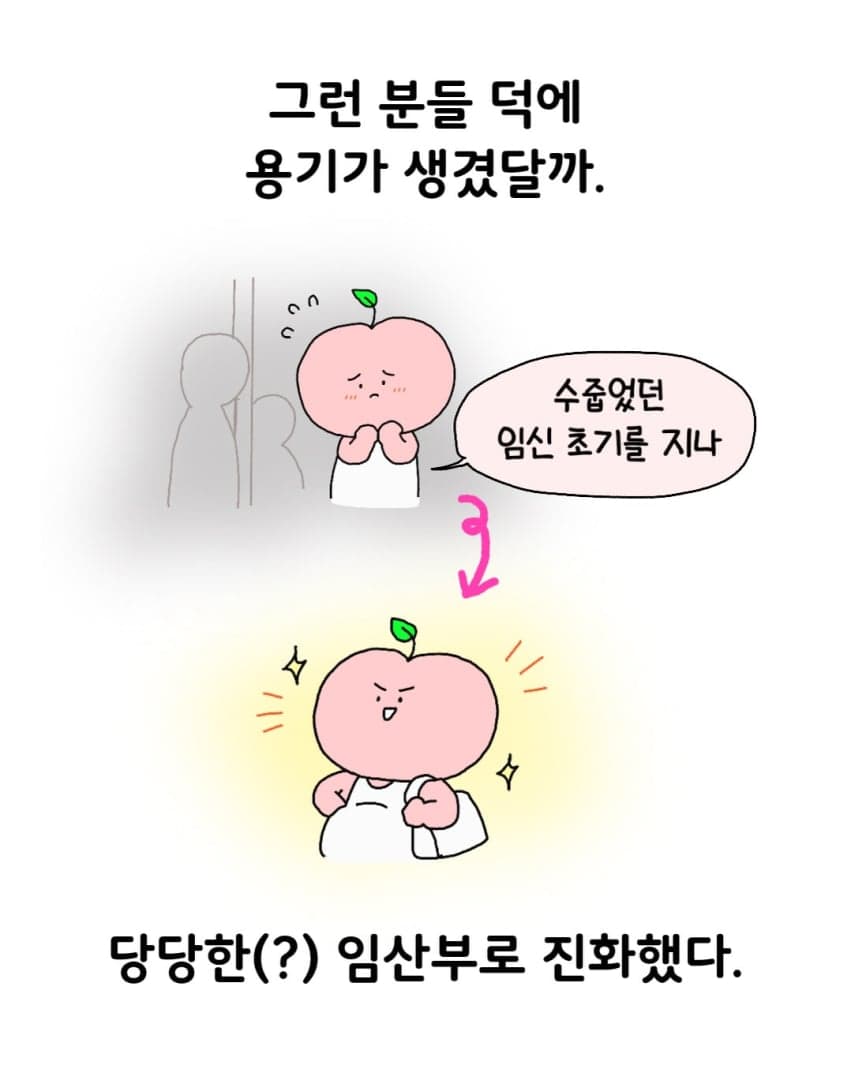 그런 분들 덕에
용기가 생겼달까.
수줍었던
임신 초기를 지나
당당한(?) 임산부로 진화했다.